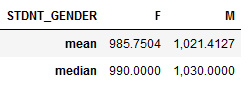 STDNT_GENDER F M
mean 985.7504 1,021.4127
median 990.0000 1,030.0000